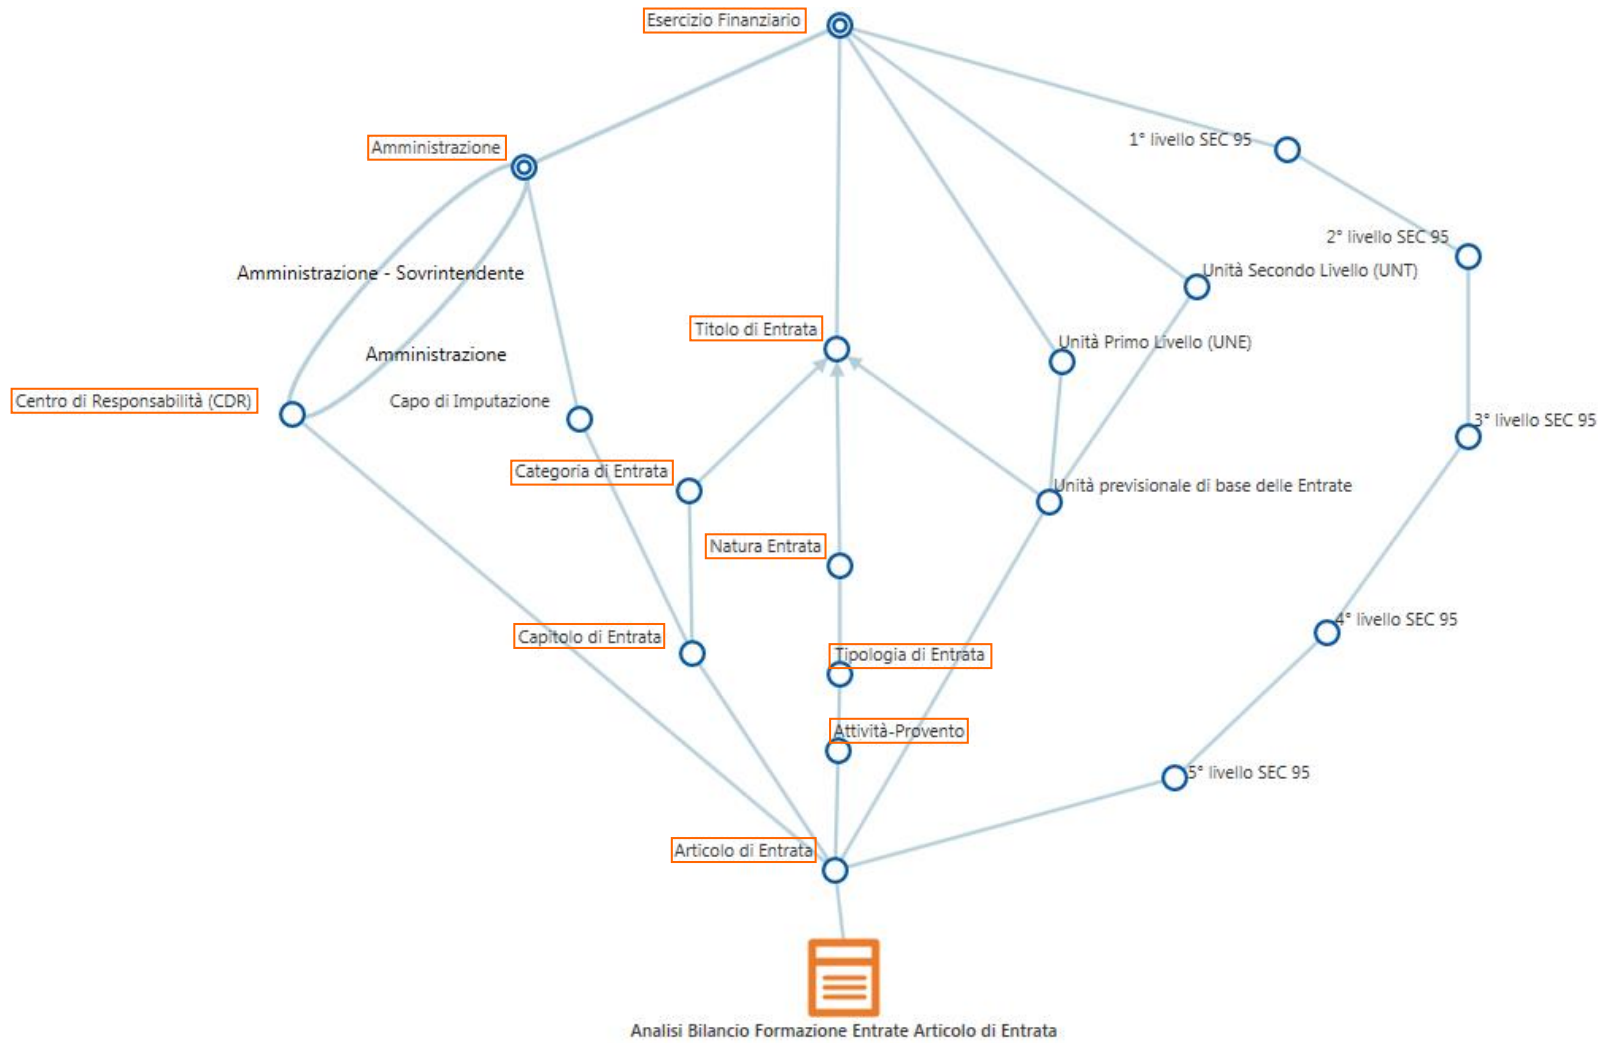 Esercizio Finanziario
1° livello SEC 95
Amministrazione
2° livello SEC 95
Amministrazione - Sovrintendente
Unità Secondo Livello (UNT)
Titolo di Entrata
Unità Primo Livello (UNE)
Amministrazione
Centro di Responsabilità (CDR)
Capo di Imputazione
3° livello SEC 95
Categoria di Entrata
Unità previsionale di base delle Entrate
Natura Entrata
4° livello SEC 95
Capitolo di Entrata
Tipologia di Entrata
Attività-Provento
5° livello SEC 95
Articolo di Entrata
Analisi Bilancio Formazione Entrate Articolo di Entrata